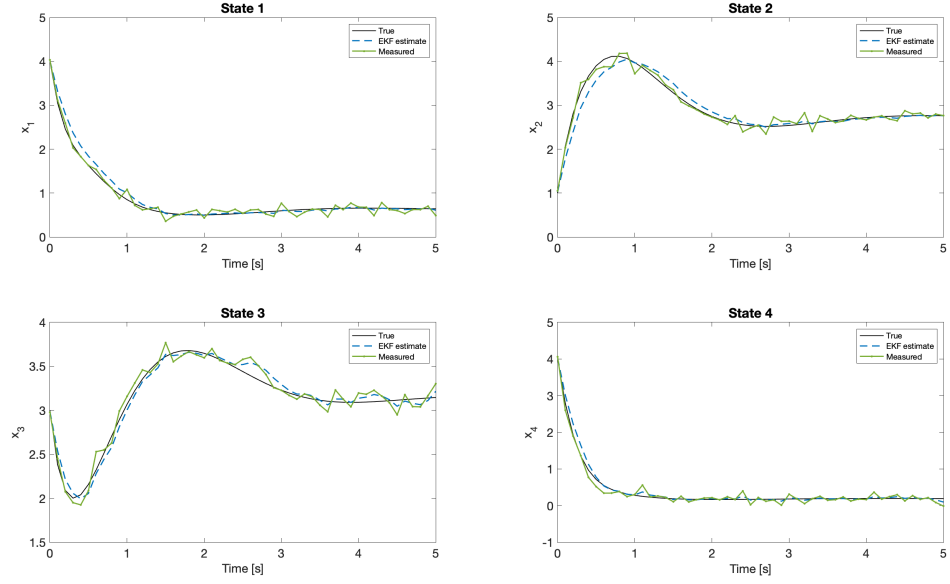 State 1
5
4
3
2
1
0
x1
0 1 2 3 4 5
Time [s]
True
EKF estimate
Measured
State 2
5
4
3
2
1
0
x2
0 1 2 3 4 5
Time [s]
True
EKF estimate
Measured
State 3
4
3.5
3
2.5
2
1.5
x3
0 1 2 3 4 5
Time [s]
True
EKF estimate
Measured
State 4
5
4
3
2
1
0
-1
x4
0 1 2 3 4 5
Time [s]
True
EKF estimate
Measured